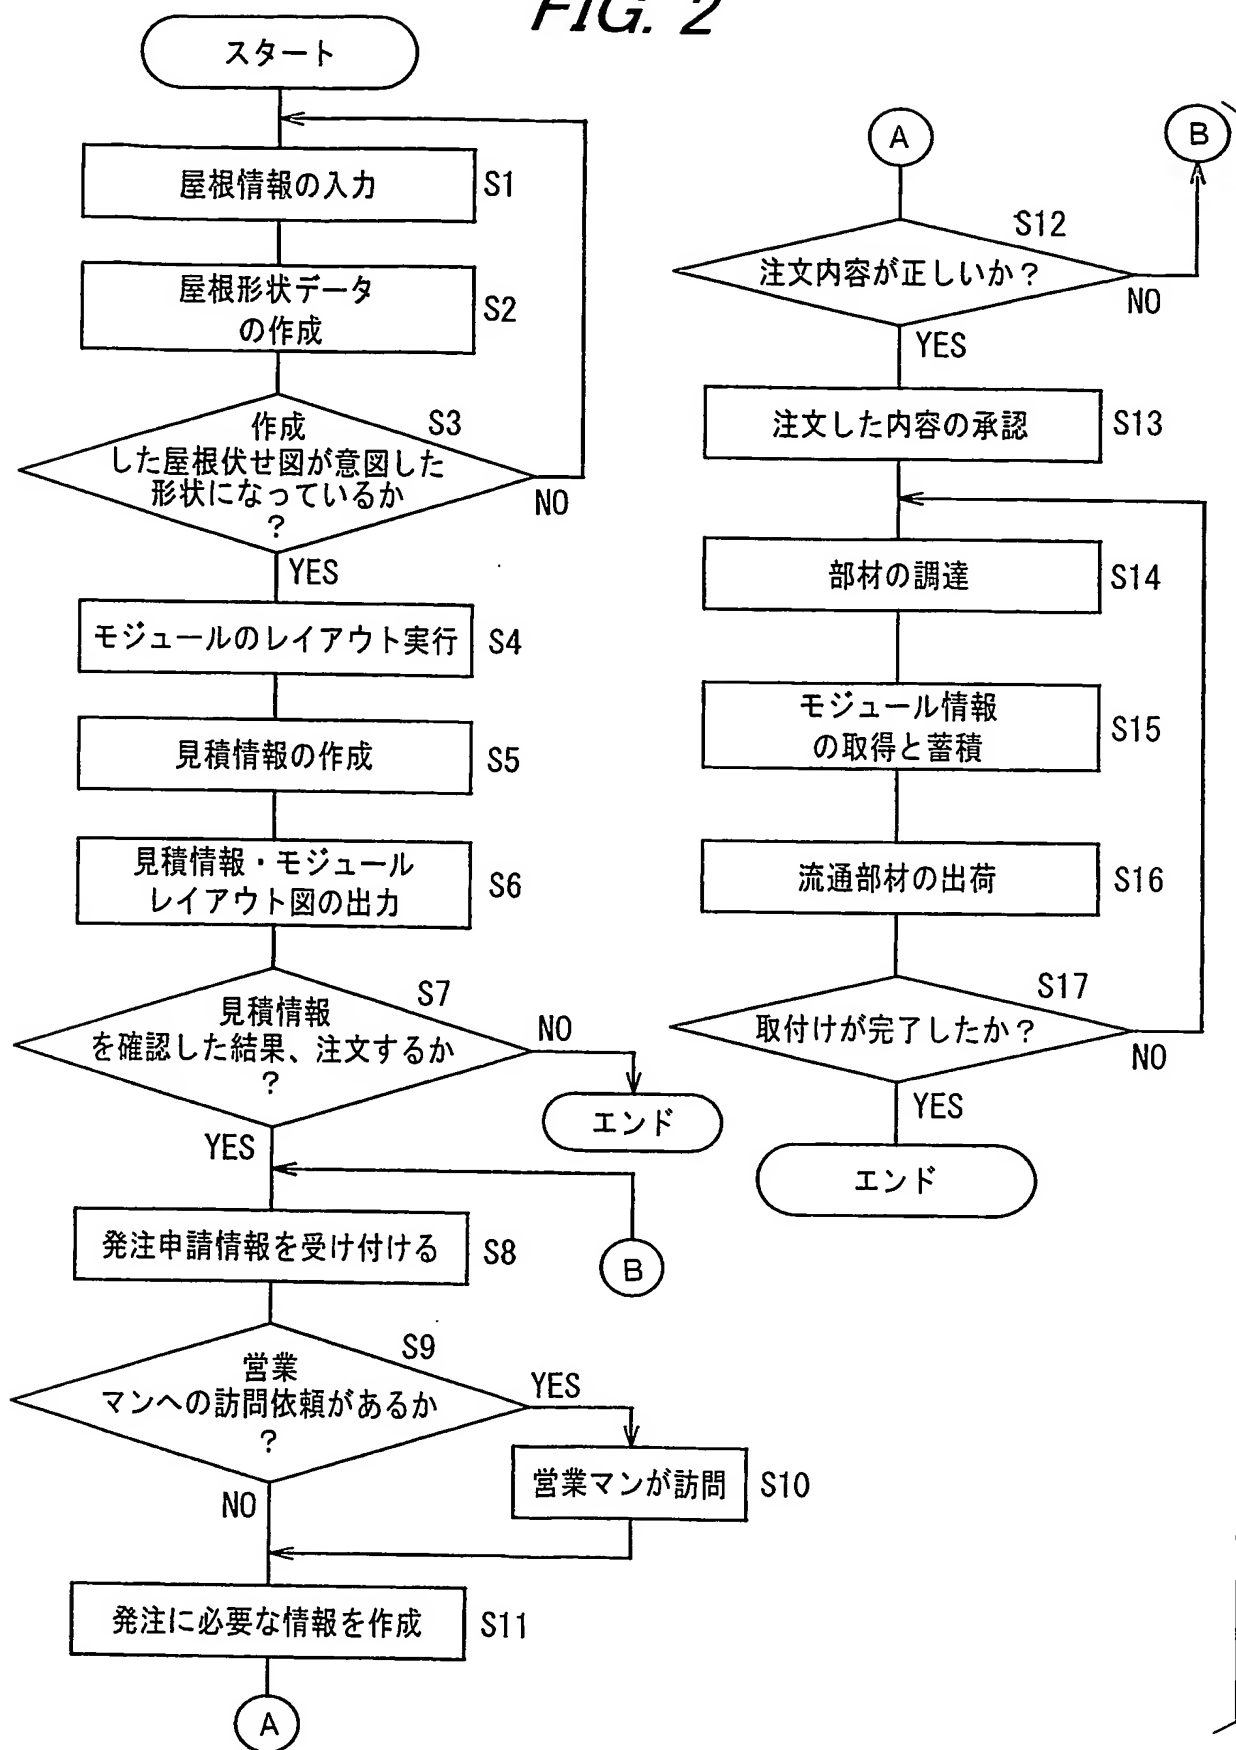 FIG. 2
スタート
屋根情報の入力
S1
屋根形状データ
の作成
S2
S3
作成
した屋根伏せ図が意図した
形状になっているか
?
NO
YES
モジュールのレイアウト実行
S4
見積情報の作成
S5
見積情報・モジュール
レイアウト図の出力
S6
S7
見積情報
を確認した結果、注文するか
?
NO
エンド
YES
発注申請情報を受け付ける
S8
B
S9
営業
マンへの訪問依頼があるか
?
YES
営業マンが訪問
S10
NO
発注に必要な情報を作成
S11
A
A
B
S12
注文内容が正しいか?
NO
YES
注文した内容の承認
S13
部材の調達
S14
モジュール情報
の取得と蓄積
S15
流通部材の出荷
S16
S17
取付けが完了したか?
NO
YES
エンド